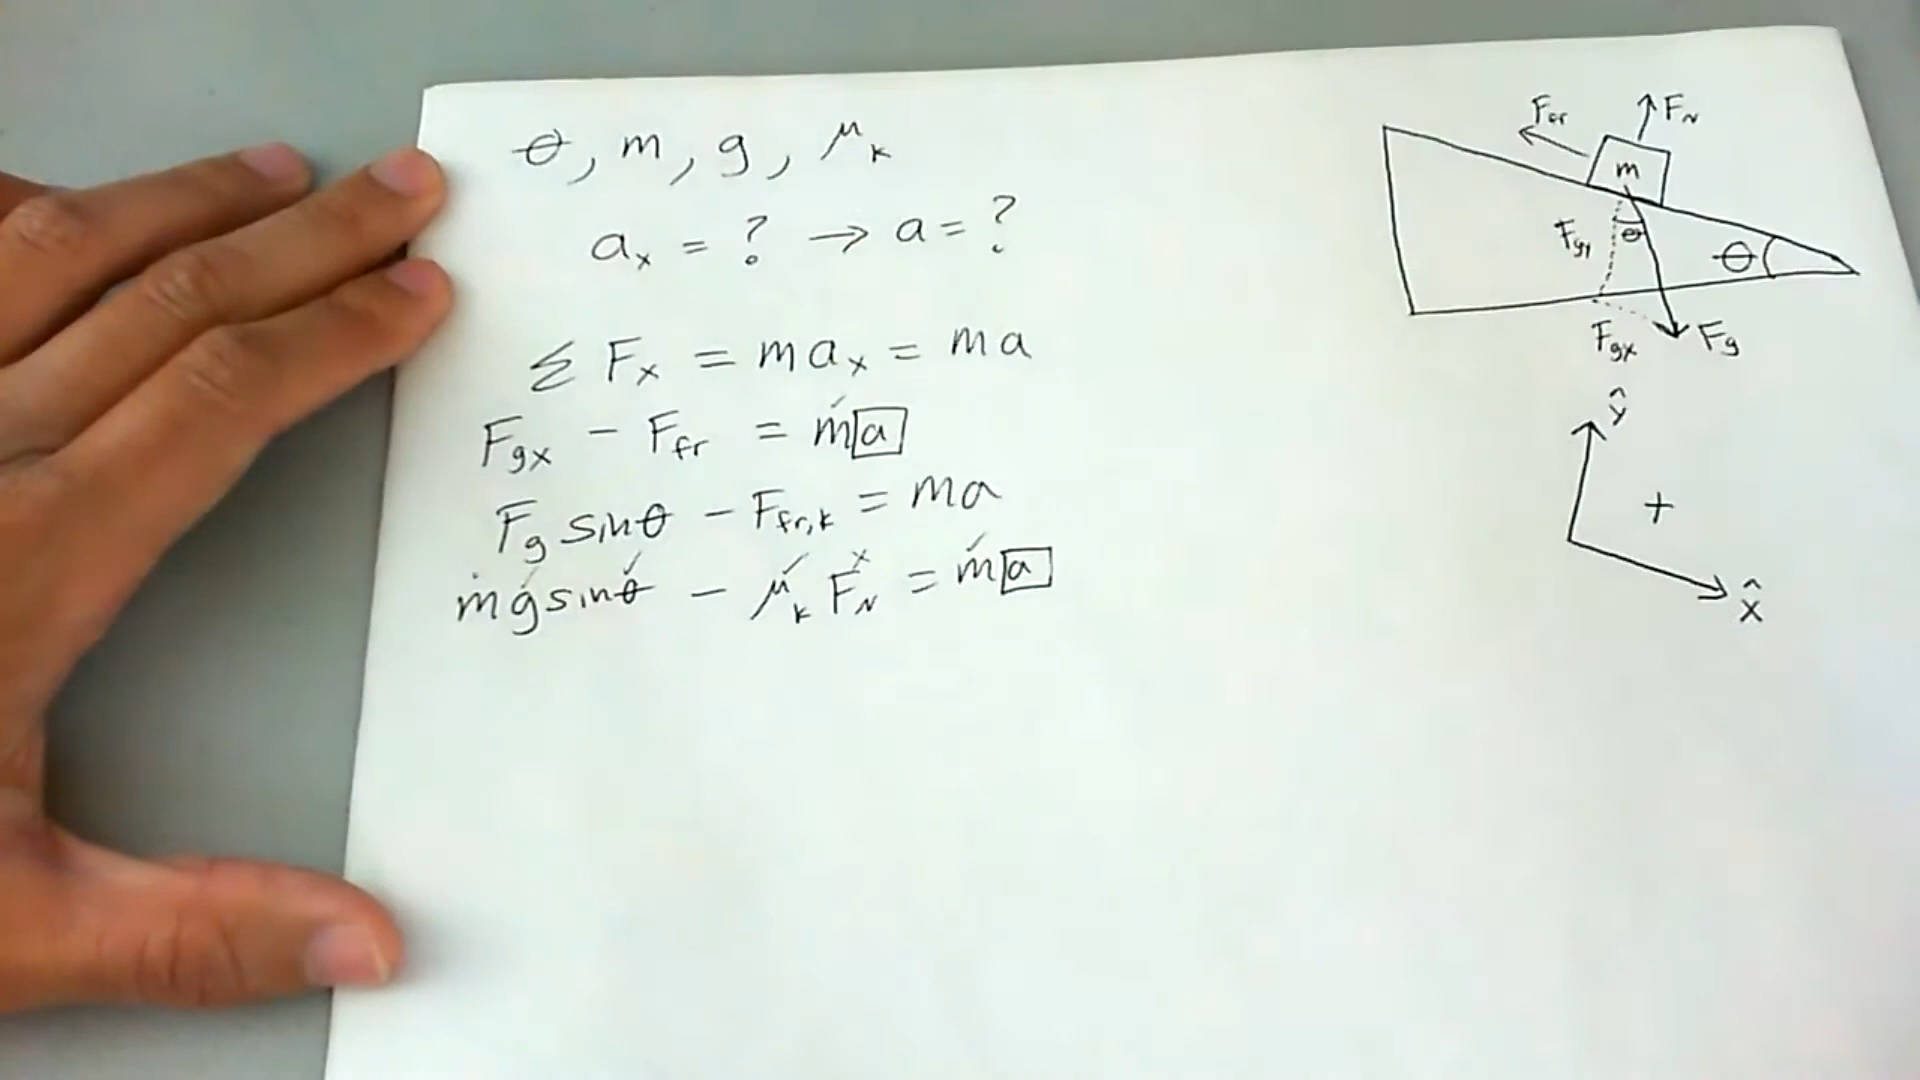 θ, m, g, μk
ax = ? → a = ?
Σ Fx = max = ma
Fgx − Ffr = ma
Fg sinθ − Ffr,k = ma
mg sinθ − μk FN = ma
Ffr
FN
m
Fgy
θ
θ
Fgx
Fg
ŷ
+
x̂